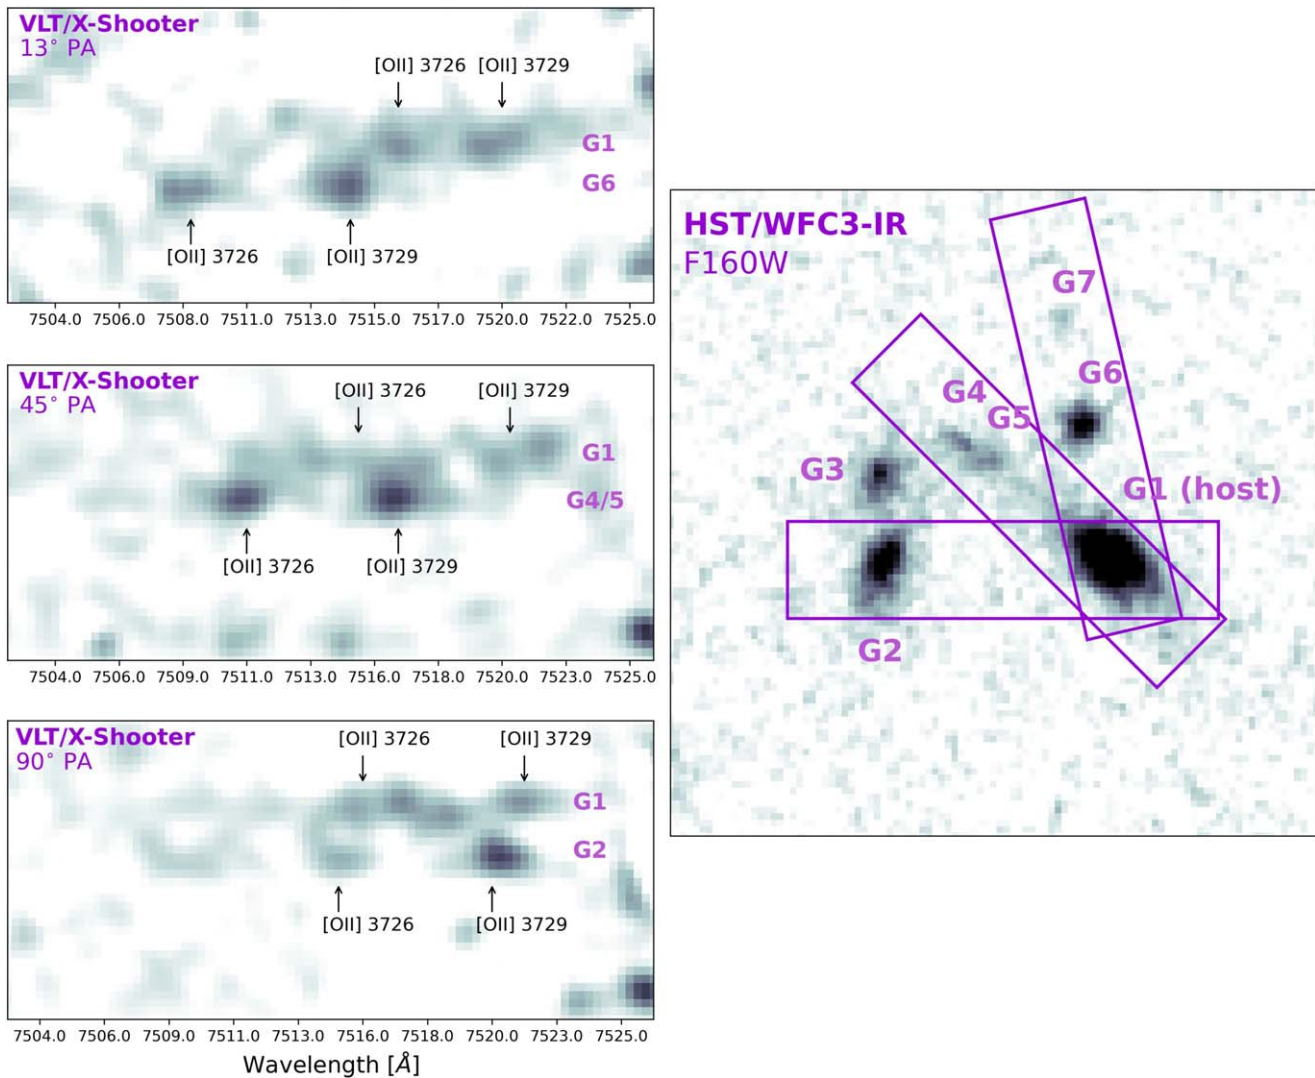 VLT/X-Shooter
13° PA
[OII] 3726 [OII] 3729
G1
G6
[OII] 3726 [OII] 3729
7504.0 7506.0 7508.0 7511.0 7513.0 7515.0 7517.0 7520.0 7522.0 7525.0
VLT/X-Shooter
45° PA
[OII] 3726 [OII] 3729
G1
G4/5
[OII] 3726 [OII] 3729
7504.0 7506.0 7509.0 7511.0 7513.0 7516.0 7518.0 7520.0 7523.0 7525.0
VLT/X-Shooter
90° PA
[OII] 3726 [OII] 3729
G1
G2
[OII] 3726 [OII] 3729
7504.0 7506.0 7509.0 7511.0 7516.0 7518.0 7520.0 7522.0 7525.0
Wavelength [Å]
HST/WFC3-IR
F160W
G7
G6
G4
G5
G3
G1 (host)
G2